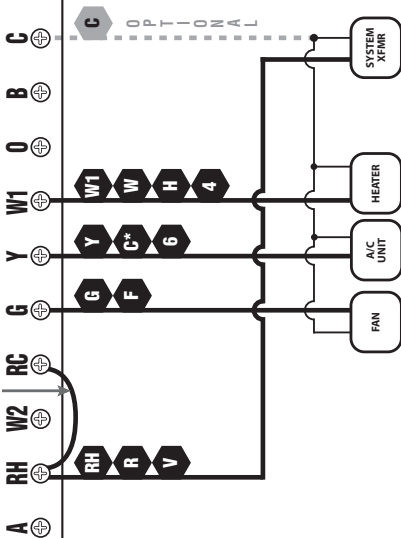 A
RH
W2
RC
G
Y
W1
O
B
C
RH
R
V
G
F
Y
C*
6
W1
W
H
4
C
OPTIONAL
FAN
A/C
UNIT
HEATER
SYSTEM
XFMR